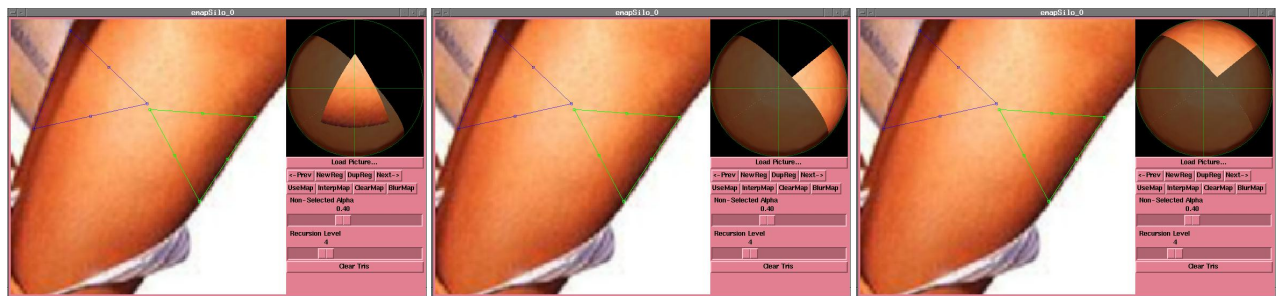 emapSilo_0
Load Picture...
<-Prev NewReg DupReg Next->
UseMap InterpMap ClearMap BlurMap
Non-Selected Alpha
0.40
Recursion Level
4
Clear Tris
emapSilo_0
Load Picture...
<-Prev NewReg DupReg Next->
UseMap InterpMap ClearMap BlurMap
Non-Selected Alpha
0.40
Recursion Level
4
Clear Tris
emapSilo_0
Load Picture...
<-Prev NewReg DupReg Next->
UseMap InterpMap ClearMap BlurMap
Non-Selected Alpha
0.40
Recursion Level
4
Clear Tris